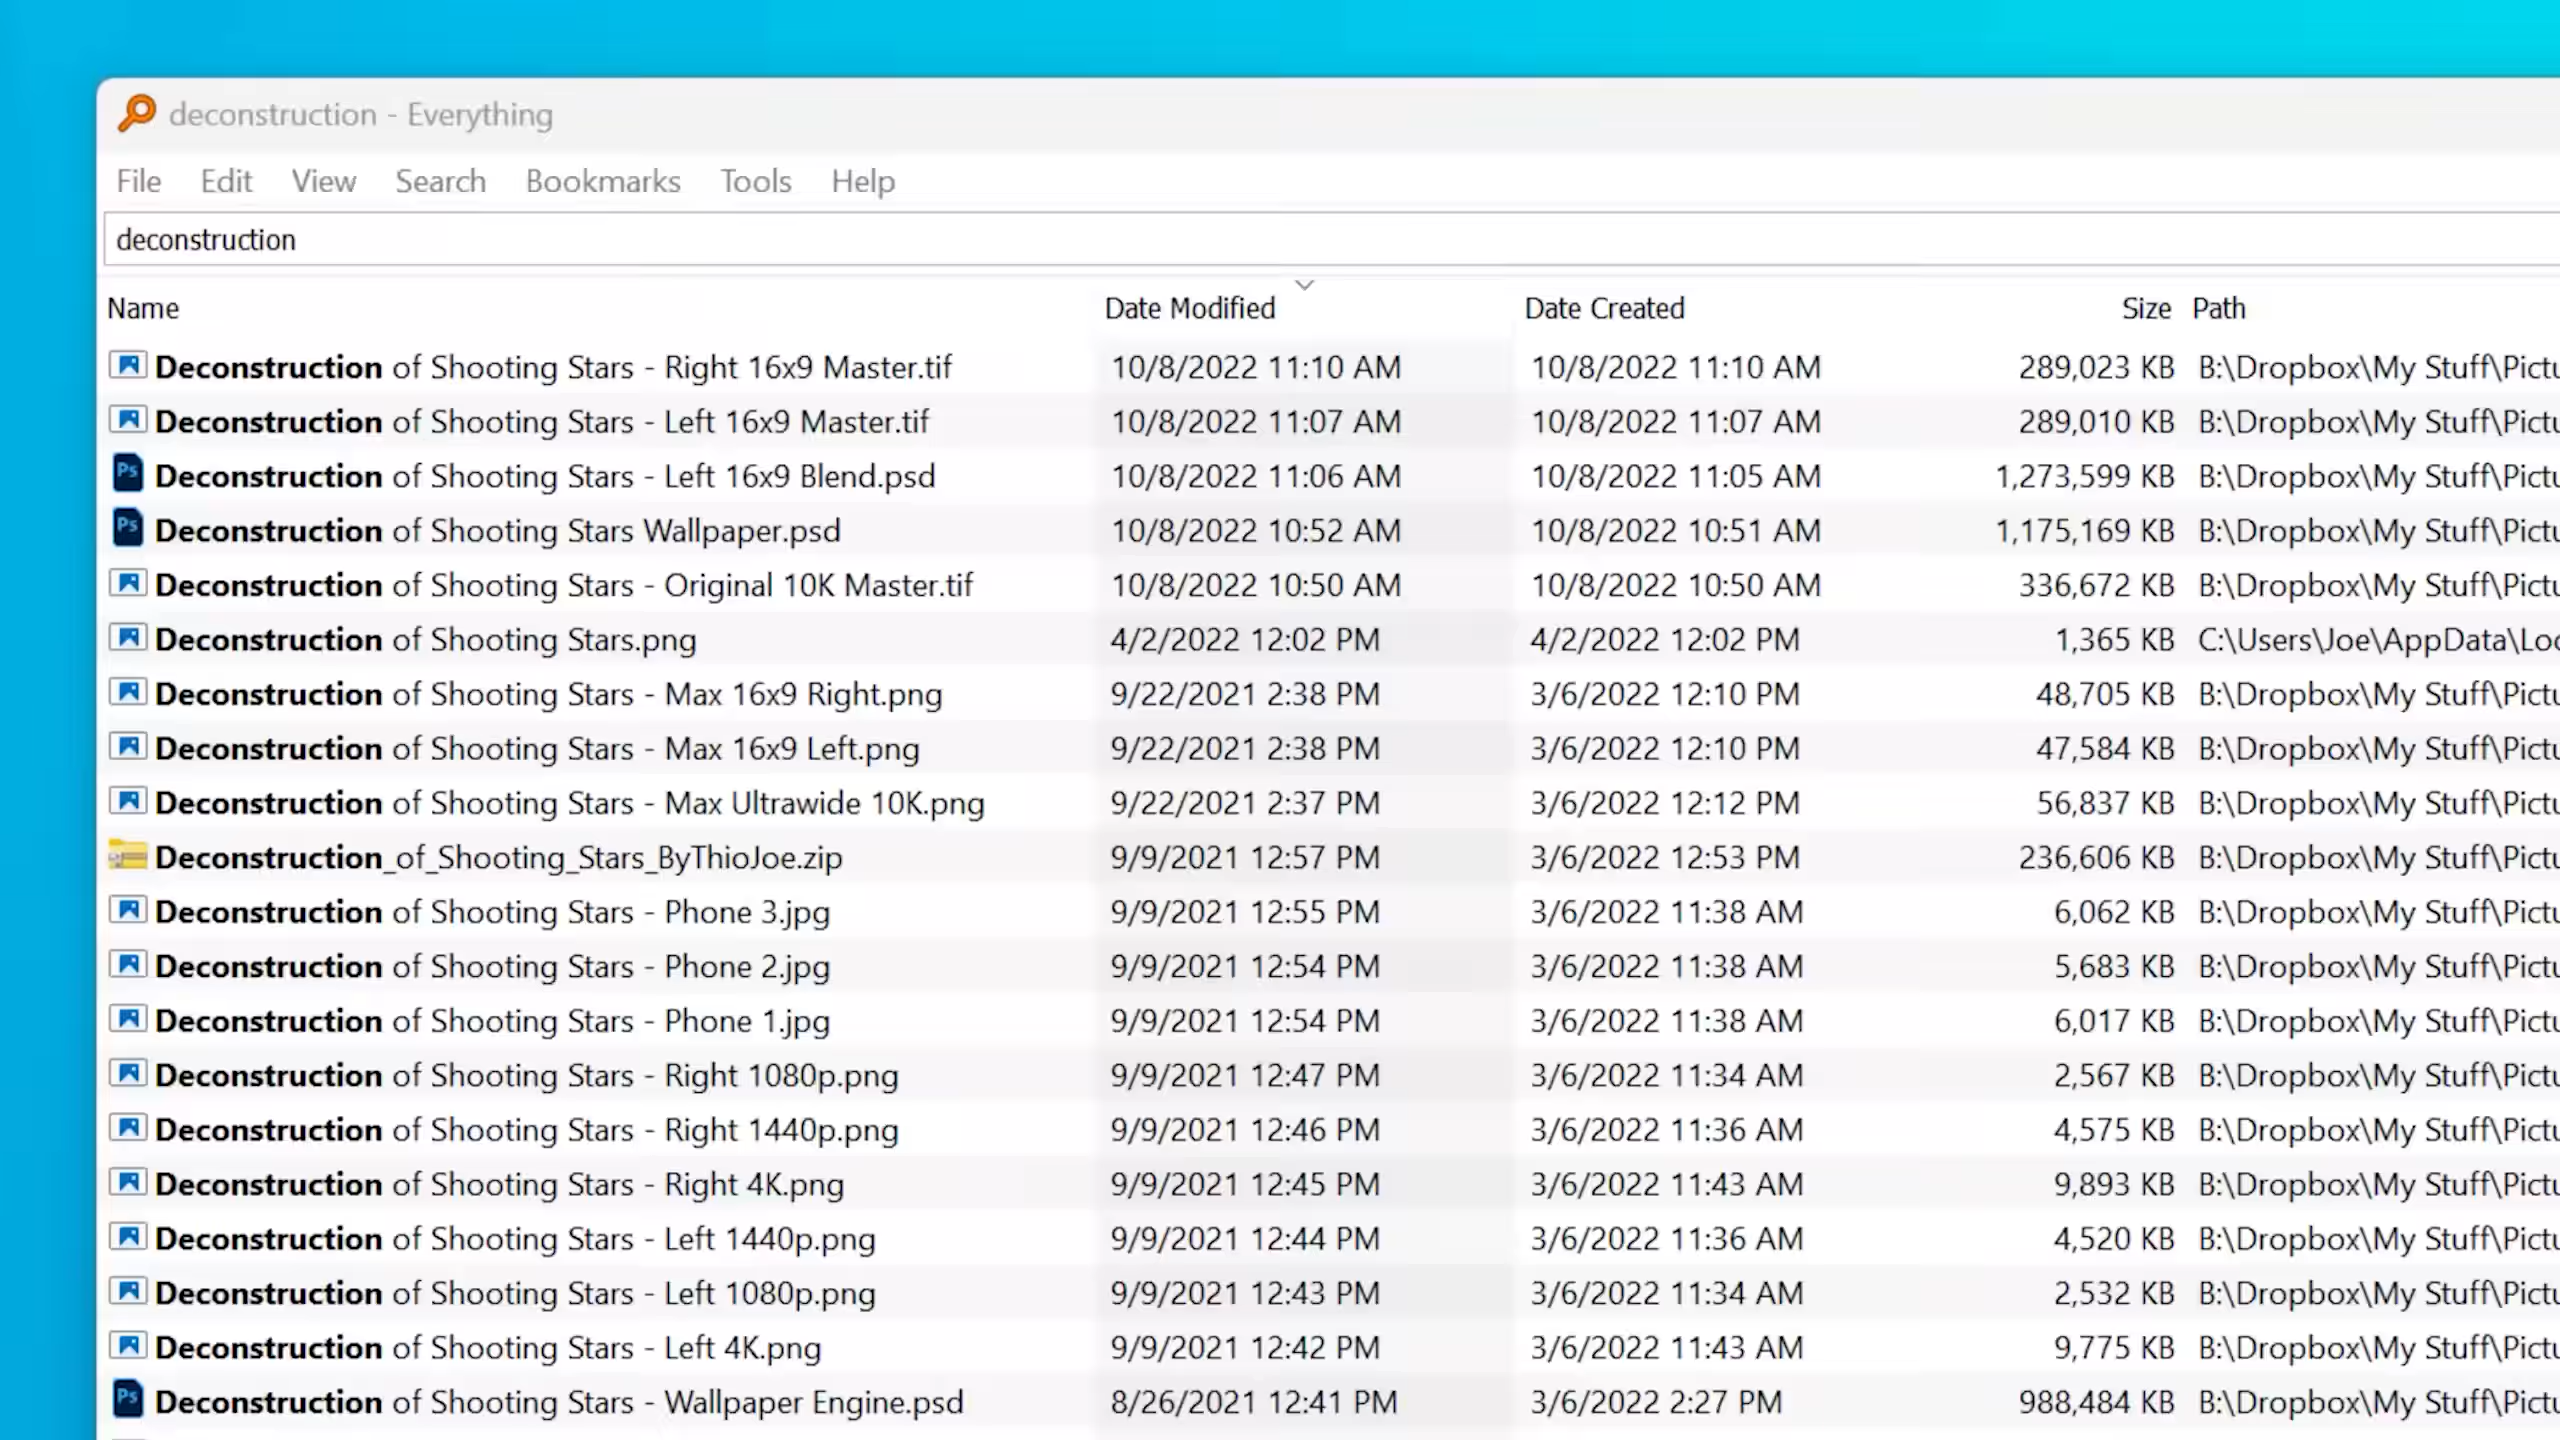 deconstruction - Everything
File Edit View Search Bookmarks Tools Help
deconstruction
Name Date Modified Date Created Size Path
Deconstruction of Shooting Stars - Right 16x9 Master.tif 10/8/2022 11:10 AM 10/8/2022 11:10 AM 289,023 KB B:\Dropbox\My Stuff\Pictu
Deconstruction of Shooting Stars - Left 16x9 Master.tif 10/8/2022 11:07 AM 10/8/2022 11:07 AM 289,010 KB B:\Dropbox\My Stuff\Pictu
Deconstruction of Shooting Stars - Left 16x9 Blend.psd 10/8/2022 11:06 AM 10/8/2022 11:05 AM 1,273,599 KB B:\Dropbox\My Stuff\Pictu
Deconstruction of Shooting Stars Wallpaper.psd 10/8/2022 10:52 AM 10/8/2022 10:51 AM 1,175,169 KB B:\Dropbox\My Stuff\Pictu
Deconstruction of Shooting Stars - Original 10K Master.tif 10/8/2022 10:50 AM 10/8/2022 10:50 AM 336,672 KB B:\Dropbox\My Stuff\Pictu
Deconstruction of Shooting Stars.png 4/2/2022 12:02 PM 4/2/2022 12:02 PM 1,365 KB C:\Users\Joe\AppData\Loc
Deconstruction of Shooting Stars - Max 16x9 Right.png 9/22/2021 2:38 PM 3/6/2022 12:10 PM 48,705 KB B:\Dropbox\My Stuff\Pictu
Deconstruction of Shooting Stars - Max 16x9 Left.png 9/22/2021 2:38 PM 3/6/2022 12:10 PM 47,584 KB B:\Dropbox\My Stuff\Pictu
Deconstruction of Shooting Stars - Max Ultrawide 10K.png 9/22/2021 2:37 PM 3/6/2022 12:12 PM 56,837 KB B:\Dropbox\My Stuff\Pictu
Deconstruction_of_Shooting_Stars_ByThioJoe.zip 9/9/2021 12:57 PM 3/6/2022 12:53 PM 236,606 KB B:\Dropbox\My Stuff\Pictu
Deconstruction of Shooting Stars - Phone 3.jpg 9/9/2021 12:55 PM 3/6/2022 11:38 AM 6,062 KB B:\Dropbox\My Stuff\Pictu
Deconstruction of Shooting Stars - Phone 2.jpg 9/9/2021 12:54 PM 3/6/2022 11:38 AM 5,683 KB B:\Dropbox\My Stuff\Pictu
Deconstruction of Shooting Stars - Phone 1.jpg 9/9/2021 12:54 PM 3/6/2022 11:38 AM 6,017 KB B:\Dropbox\My Stuff\Pictu
Deconstruction of Shooting Stars - Right 1080p.png 9/9/2021 12:47 PM 3/6/2022 11:34 AM 2,567 KB B:\Dropbox\My Stuff\Pictu
Deconstruction of Shooting Stars - Right 1440p.png 9/9/2021 12:46 PM 3/6/2022 11:36 AM 4,575 KB B:\Dropbox\My Stuff\Pictu
Deconstruction of Shooting Stars - Right 4K.png 9/9/2021 12:45 PM 3/6/2022 11:43 AM 9,893 KB B:\Dropbox\My Stuff\Pictu
Deconstruction of Shooting Stars - Left 1440p.png 9/9/2021 12:44 PM 3/6/2022 11:36 AM 4,520 KB B:\Dropbox\My Stuff\Pictu
Deconstruction of Shooting Stars - Left 1080p.png 9/9/2021 12:43 PM 3/6/2022 11:34 AM 2,532 KB B:\Dropbox\My Stuff\Pictu
Deconstruction of Shooting Stars - Left 4K.png 9/9/2021 12:42 PM 3/6/2022 11:43 AM 9,775 KB B:\Dropbox\My Stuff\Pictu
Deconstruction of Shooting Stars - Wallpaper Engine.psd 8/26/2021 12:41 PM 3/6/2022 2:27 PM 988,484 KB B:\Dropbox\My Stuff\Pictu